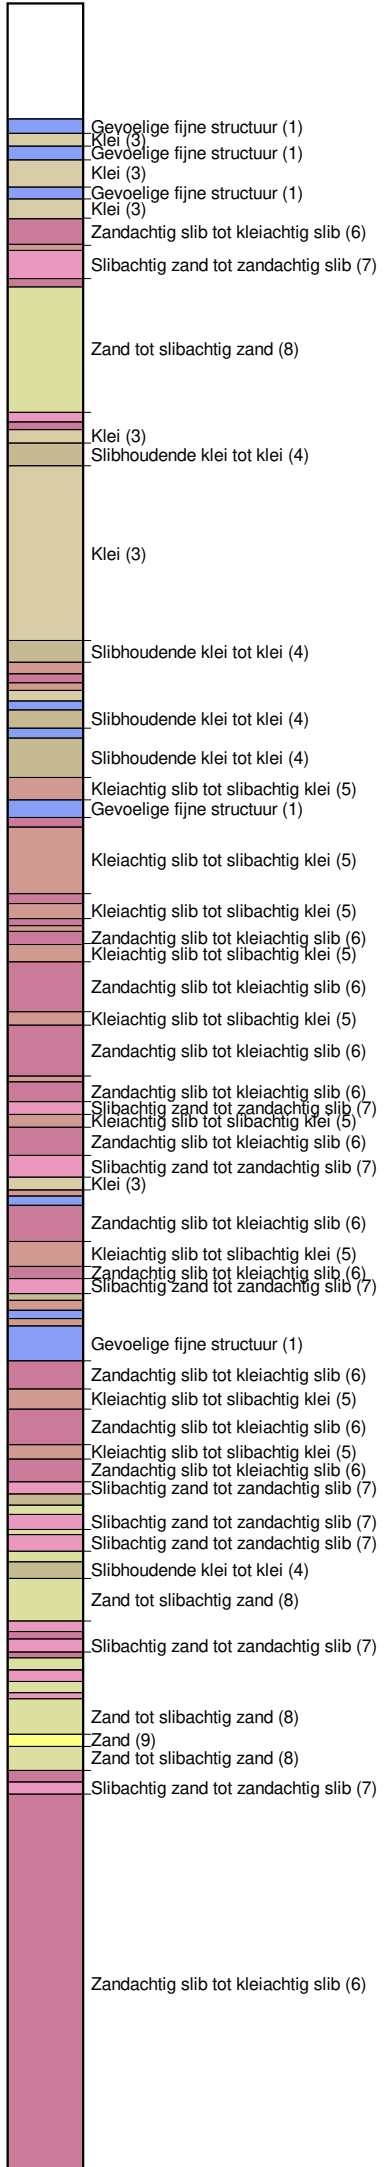 Gevoelige fijne structuur (1)
Klei (3)
Gevoelige fijne structuur (1)
Klei (3)
Gevoelige fijne structuur (1)
Klei (3)
Zandachtig slib tot kleiachtig slib (6)
Slibachtig zand tot zandachtig slib (7)
Zand tot slibachtig zand (8)
Klei (3)
Slibhoudende klei tot klei (4)
Klei (3)
Slibhoudende klei tot klei (4)
Slibhoudende klei tot klei (4)
Slibhoudende klei tot klei (4)
Kleiachtig slib tot slibachtig klei (5)
Gevoelige fijne structuur (1)
Kleiachtig slib tot slibachtig klei (5)
Kleiachtig slib tot slibachtig klei (5)
Zandachtig slib tot kleiachtig slib (6)
Kleiachtig slib tot slibachtig klei (5)
Zandachtig slib tot kleiachtig slib (6)
Kleiachtig slib tot slibachtig klei (5)
Zandachtig slib tot kleiachtig slib (6)
Zandachtig slib tot kleiachtig slib (6)
Slibachtig zand tot zandachtig slib (7)
Kleiachtig slib tot slibachtig klei (5)
Zandachtig slib tot kleiachtig slib (6)
Slibachtig zand tot zandachtig slib (7)
Klei (3)
Zandachtig slib tot kleiachtig slib (6)
Kleiachtig slib tot slibachtig klei (5)
Zandachtig slib tot kleiachtig slib (6)
Slibachtig zand tot zandachtig slib (7)
Gevoelige fijne structuur (1)
Zandachtig slib tot kleiachtig slib (6)
Kleiachtig slib tot slibachtig klei (5)
Zandachtig slib tot kleiachtig slib (6)
Kleiachtig slib tot slibachtig klei (5)
Zandachtig slib tot kleiachtig slib (6)
Slibachtig zand tot zandachtig slib (7)
Slibachtig zand tot zandachtig slib (7)
Slibachtig zand tot zandachtig slib (7)
Slibhoudende klei tot klei (4)
Zand tot slibachtig zand (8)
Slibachtig zand tot zandachtig slib (7)
Zand tot slibachtig zand (8)
Zand (9)
Zand tot slibachtig zand (8)
Slibachtig zand tot zandachtig slib (7)
Zandachtig slib tot kleiachtig slib (6)